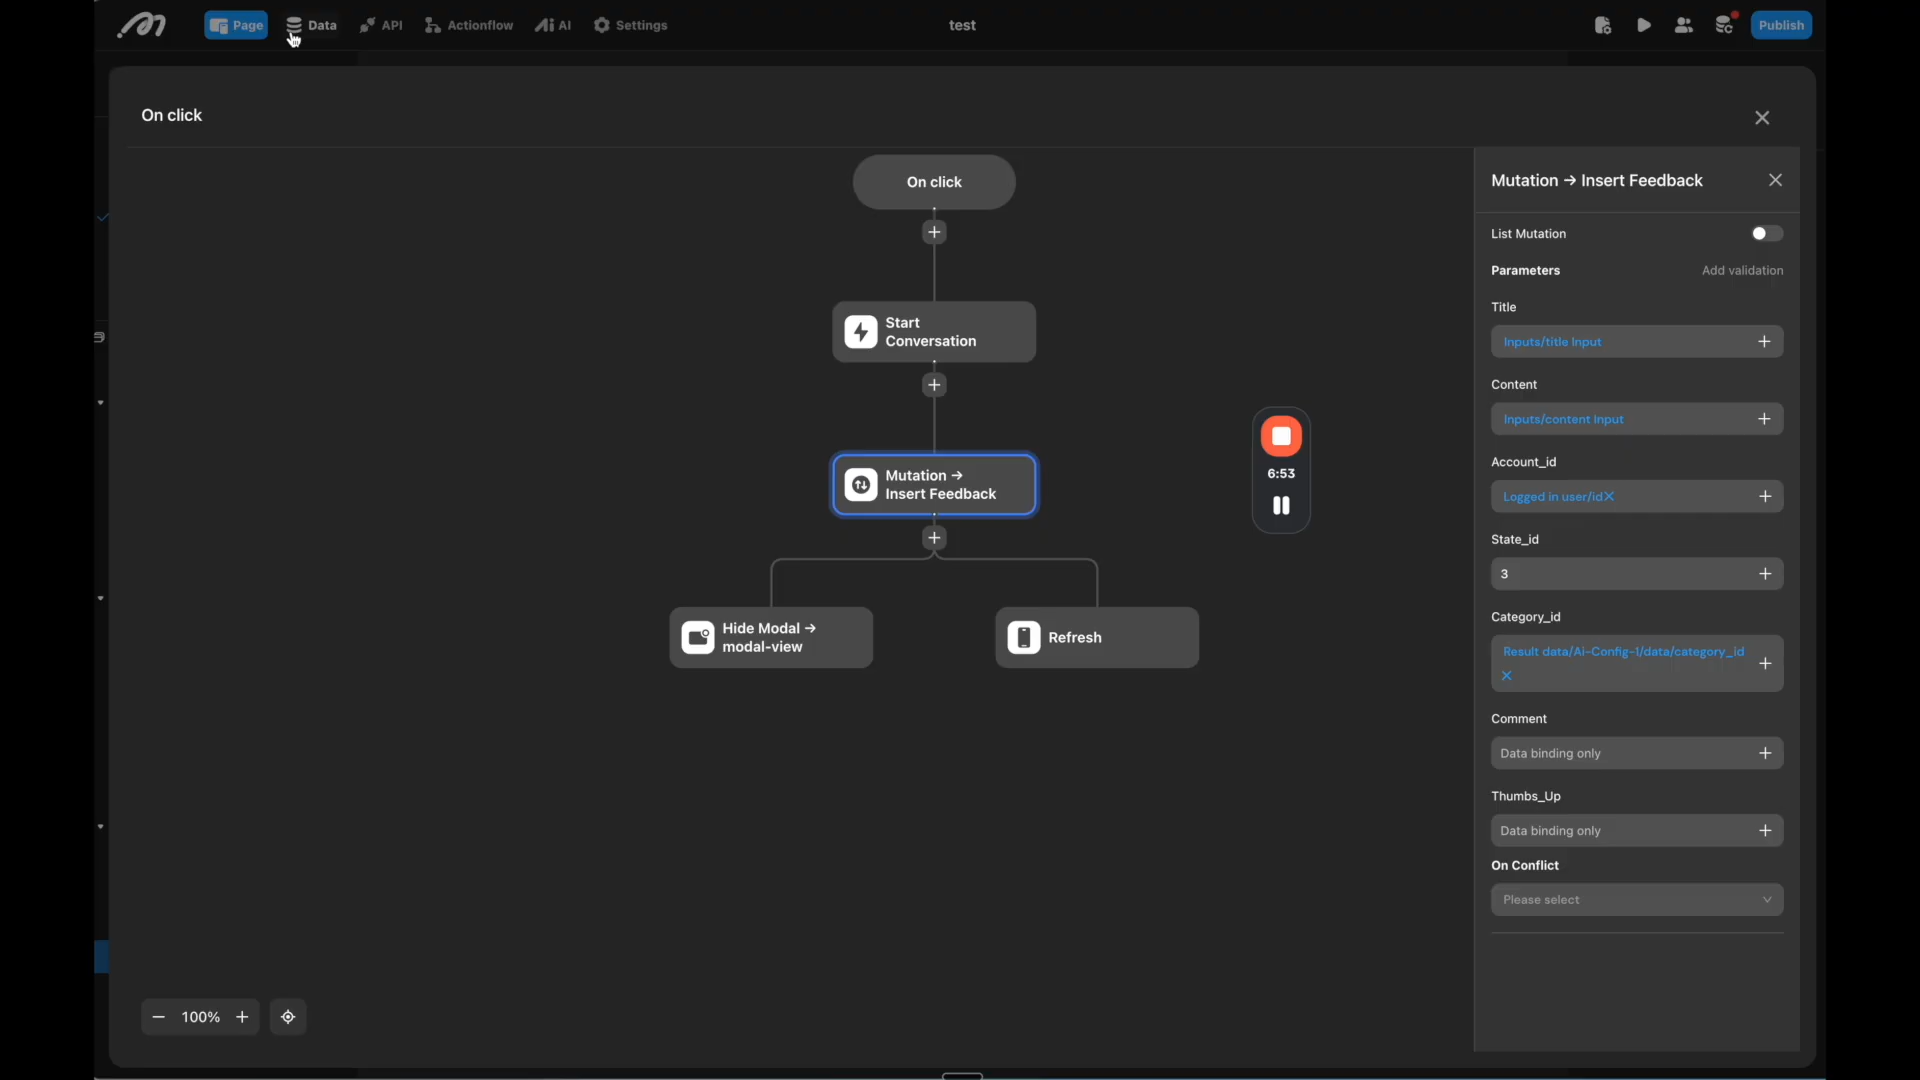 Page
Data
API
Actionflow
AI
Settings
test
Publish
On click
On click
Start
Conversation
Mutation →
Insert Feedback
Hide Modal →
modal-view
Refresh
6:53
100%
Mutation → Insert Feedback
List Mutation
Parameters
Add validation
Title
Inputs/title Input
Content
Inputs/content Input
Account_id
Logged in user/id
State_id
3
Category_id
Result data/Ai-Config-1/data/category_id
Comment
Data binding only
Thumbs_Up
Data binding only
On Conflict
Please select